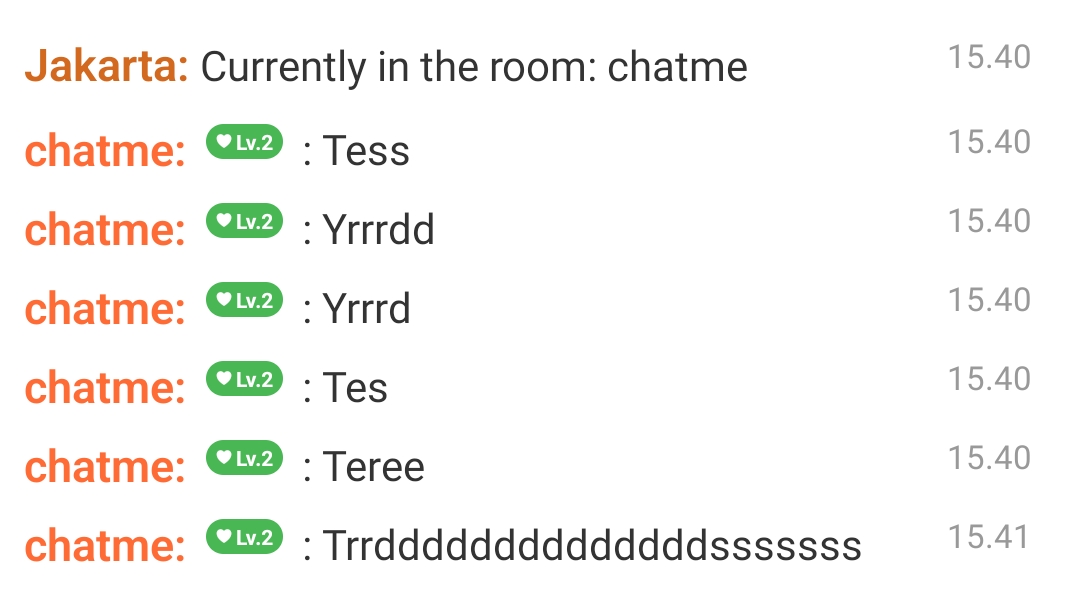 Jakarta: Currently in the room: chatme 15.40
chatme: Lv.2 : Tess 15.40
chatme: Lv.2 : Yrrrdd 15.40
chatme: Lv.2 : Yrrrd 15.40
chatme: Lv.2 : Tes 15.40
chatme: Lv.2 : Teree 15.40
chatme: Lv.2 : Trrddddddddddddddsssssss 15.41